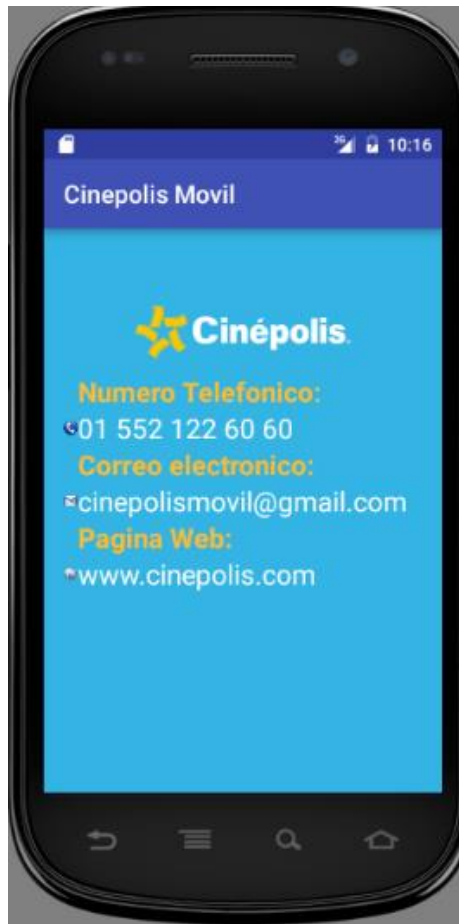 3G 10:16
Cinepolis Movil
Cinépolis
Numero Telefonico:
01 552 122 60 60
Correo electronico:
cinepolismovil@gmail.com
Pagina Web:
www.cinepolis.com